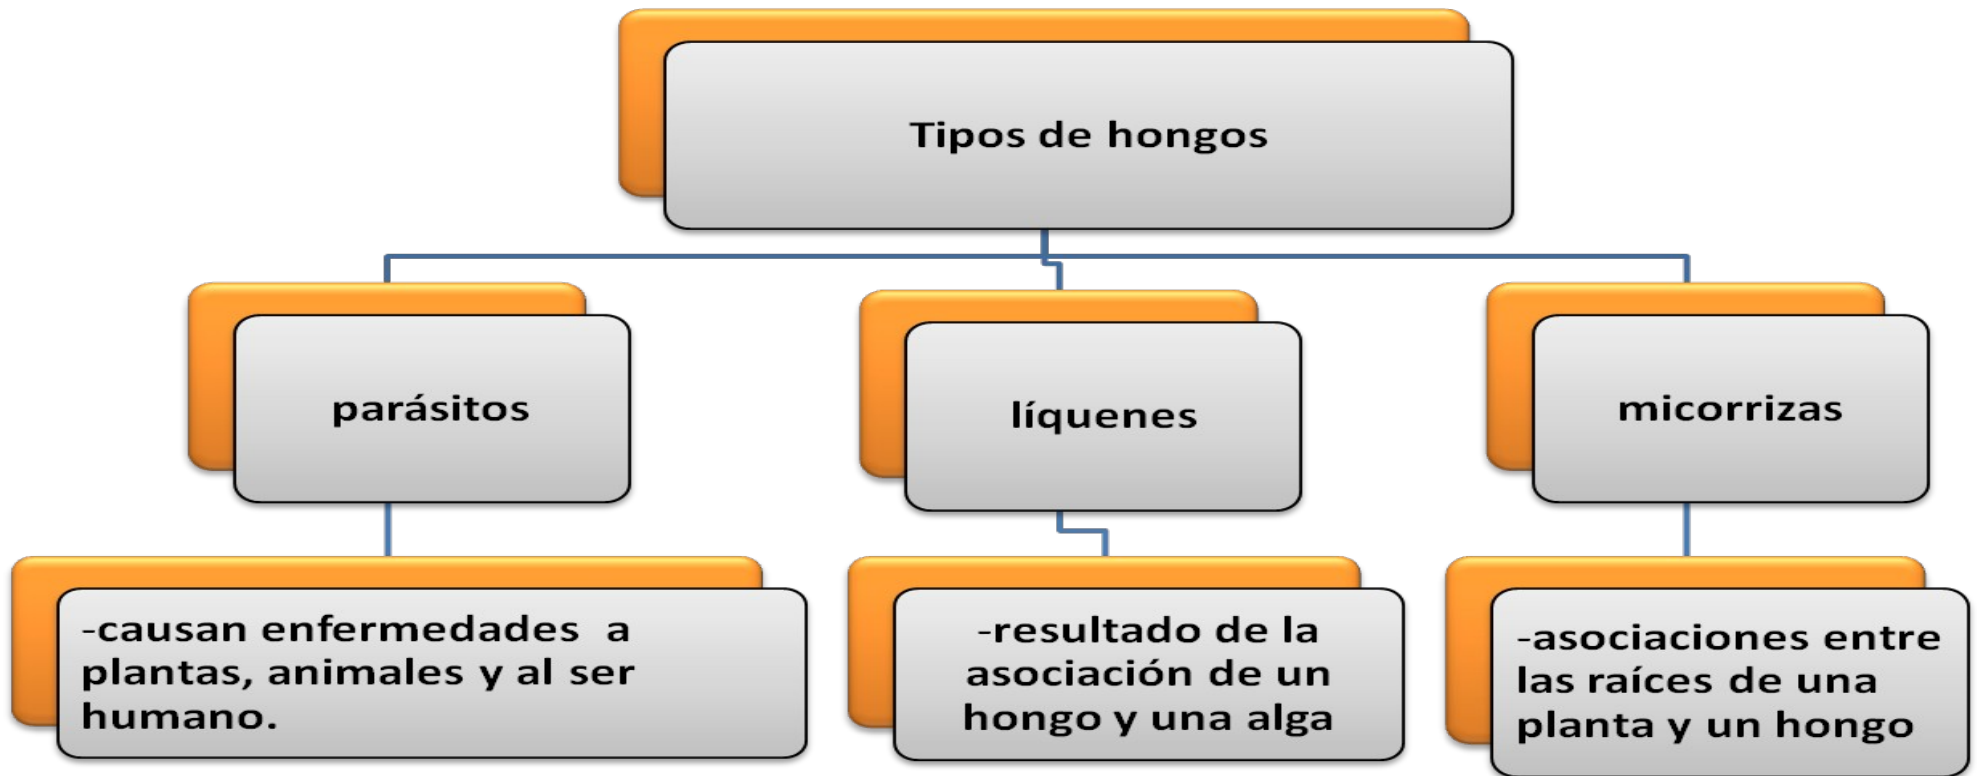 Tipos de hongos
parásitos
líquenes
micorrizas
-causan enfermedades  a
plantas, animales y al ser
humano.
-resultado de la
asociación de un
hongo y una alga
-asociaciones entre
las raíces de una
planta y un hongo